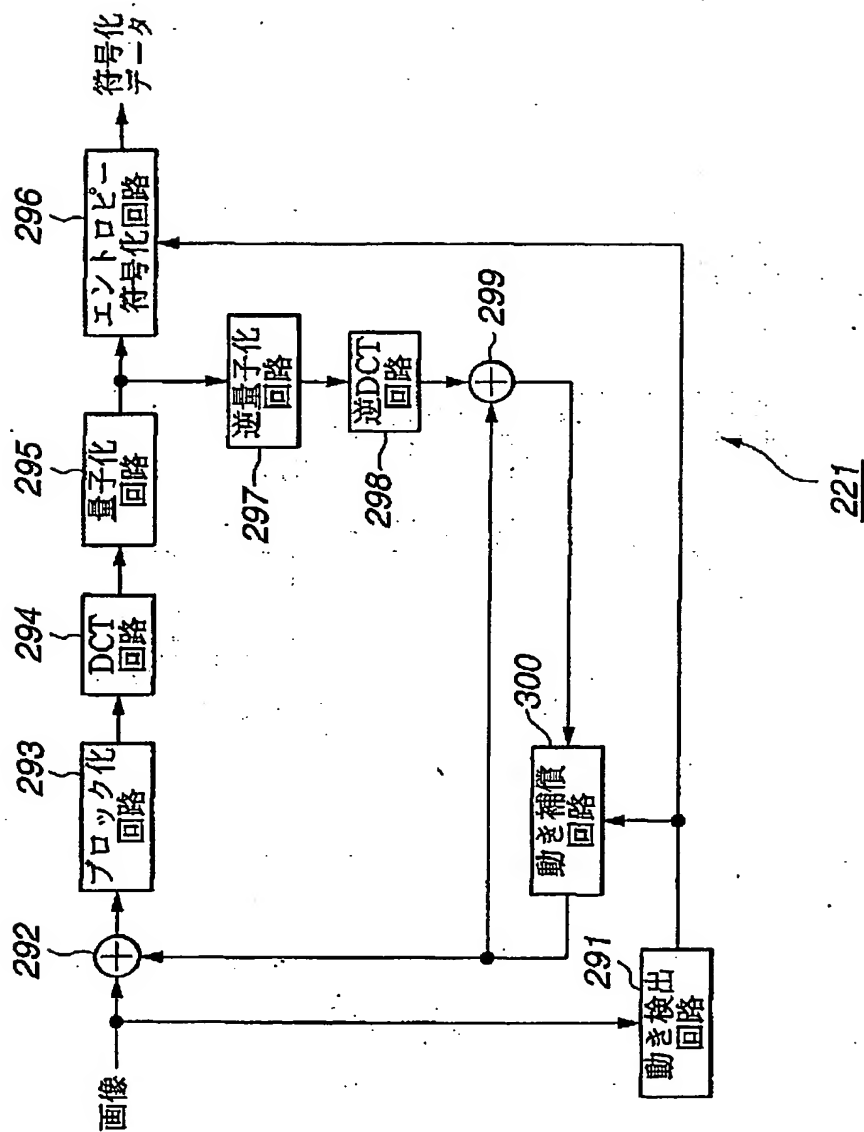 画像
292
ブロック化
回路
293
DCT
回路
294
量子化
回路
295
エントロピー
符号化回路
296
符号化
データ
逆量子化
回路
297
逆DCT
回路
298
299
動き補償
回路
300
動き検出
回路
291
221